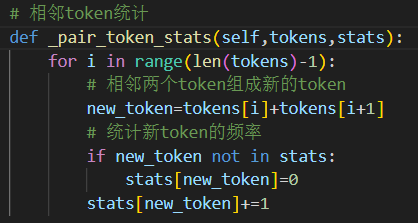 # 相邻token统计
def _pair_token_stats(self,tokens,stats):
    for i in range(len(tokens)-1):
        # 相邻两个token组成新的token
        new_token=tokens[i]+tokens[i+1]
        # 统计新token的频率
        if new_token not in stats:
            stats[new_token]=0
        stats[new_token]+=1